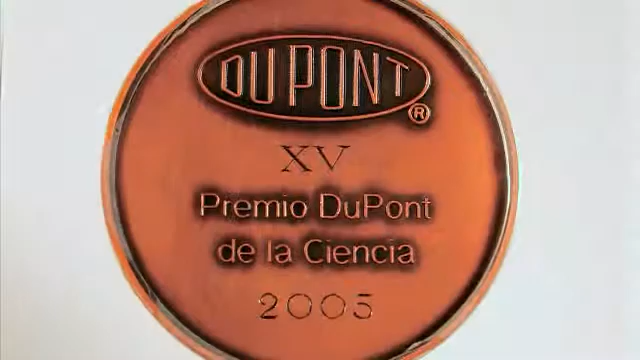 DUPONT®
XV
Premio DuPont
de la Ciencia
2005